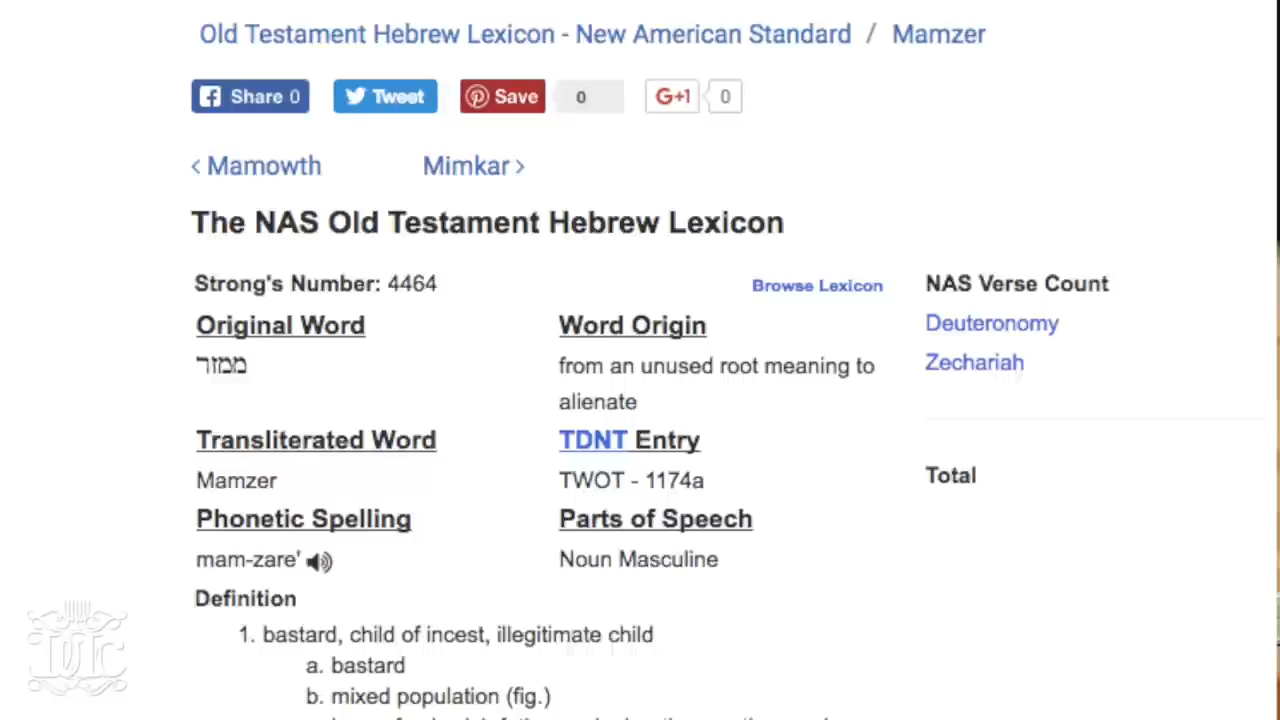 Old Testament Hebrew Lexicon - New American Standard / Mamzer
Share 0 Tweet Save 0 G+1 0
< Mamowth Mimkar >
The NAS Old Testament Hebrew Lexicon
Strong's Number: 4464 Browse Lexicon NAS Verse Count
Original Word Word Origin Deuteronomy
ממזר from an unused root meaning to Zechariah
alienate
Transliterated Word TDNT Entry
Mamzer TWOT - 1174a Total
Phonetic Spelling Parts of Speech
mam-zare' Noun Masculine
Definition
1. bastard, child of incest, illegitimate child
a. bastard
b. mixed population (fig.)